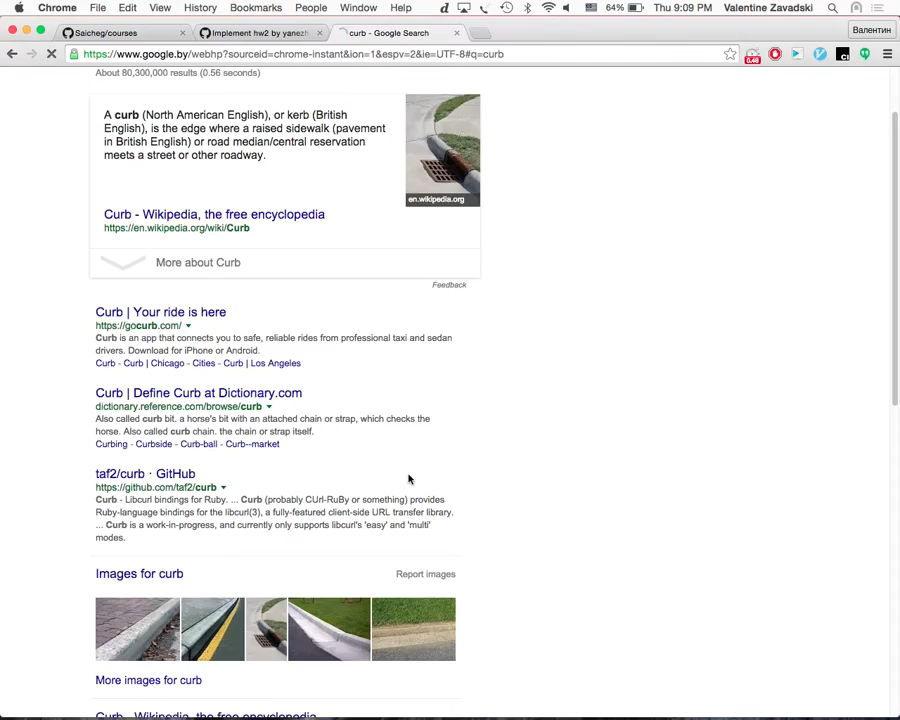 Chrome File Edit View History Bookmarks People Window Help 64% Thu 9:09 PM Valentine Zavadski
Saicheg/courses Implement hw2 by yanezh curb - Google Search Валентин
https://www.google.by/webhp?sourceid=chrome-instant&ion=1&espv=2&ie=UTF-8#q=curb
About 80,300,000 results (0.56 seconds)
A curb (North American English), or kerb (British
English), is the edge where a raised sidewalk (pavement
in British English) or road median/central reservation
meets a street or other roadway.
en.wikipedia.org
Curb - Wikipedia, the free encyclopedia
https://en.wikipedia.org/wiki/Curb
More about Curb
Feedback
Curb | Your ride is here
https://gocurb.com/
Curb is an app that connects you to safe, reliable rides from professional taxi and sedan
drivers. Download for iPhone or Android.
Curb - Curb | Chicago - Cities - Curb | Los Angeles
Curb | Define Curb at Dictionary.com
dictionary.reference.com/browse/curb
Also called curb bit. a horse's bit with an attached chain or strap, which checks the
horse. Also called curb chain. the chain or strap itself.
Curbing - Curbside - Curb-ball - Curb--market
taf2/curb · GitHub
https://github.com/taf2/curb
Curb - Libcurl bindings for Ruby. ... Curb (probably CUrl-RuBy or something) provides
Ruby-language bindings for the libcurl(3), a fully-featured client-side URL transfer library.
... Curb is a work-in-progress, and currently only supports libcurl's 'easy' and 'multi'
modes.
Images for curb
Report images
More images for curb
Curb - Wikipedia, the free encyclopedia